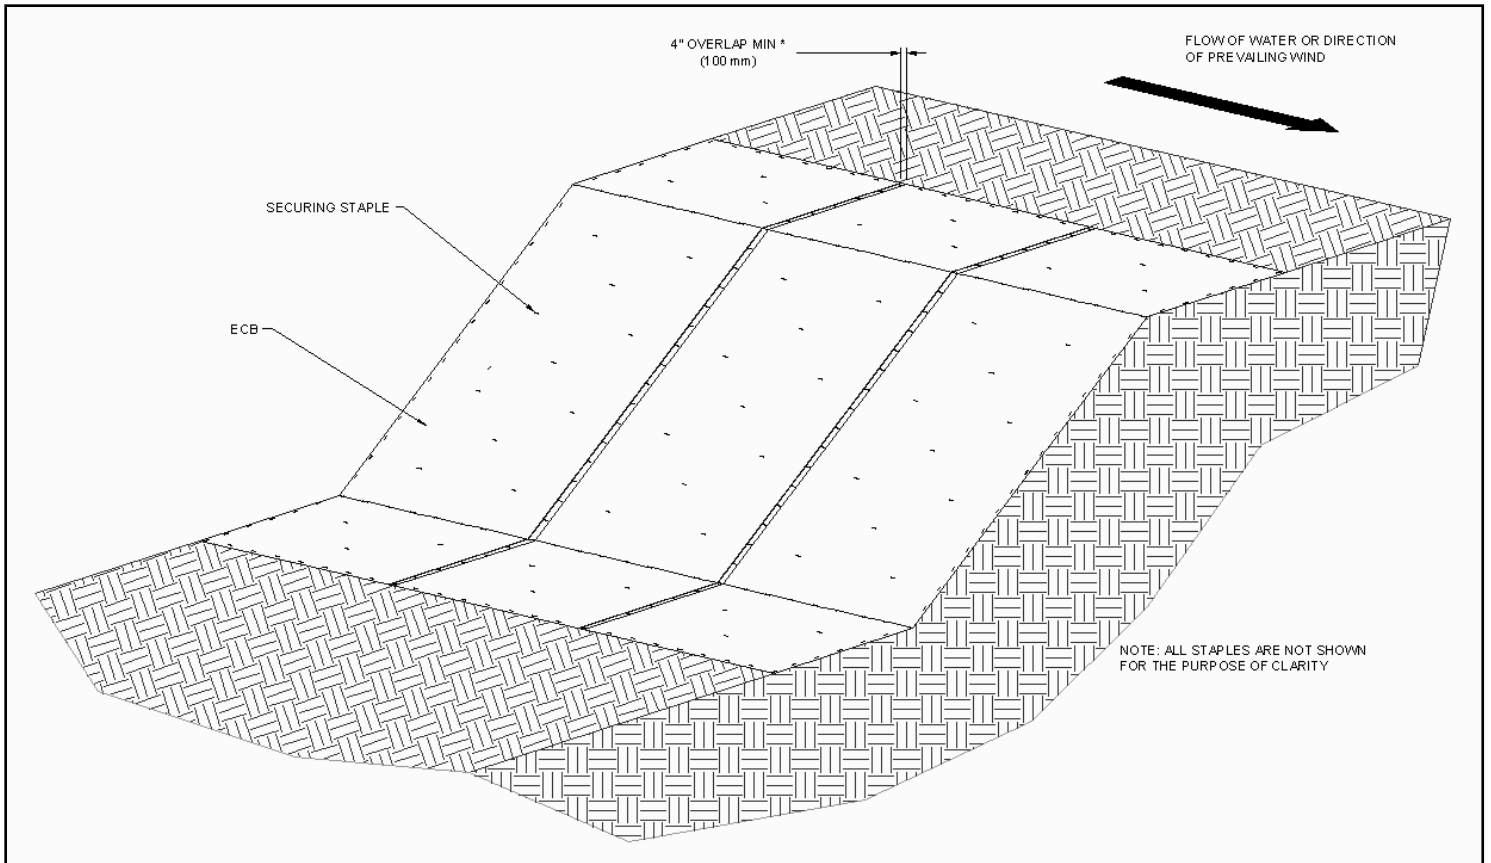 4" OVERLAP MIN *
(100 mm)
FLOW OF WATER OR DIRECTION
OF PREVAILING WIND
SECURING STAPLE
ECB
NOTE: ALL STAPLES ARE NOT SHOWN
FOR THE PURPOSE OF CLARITY